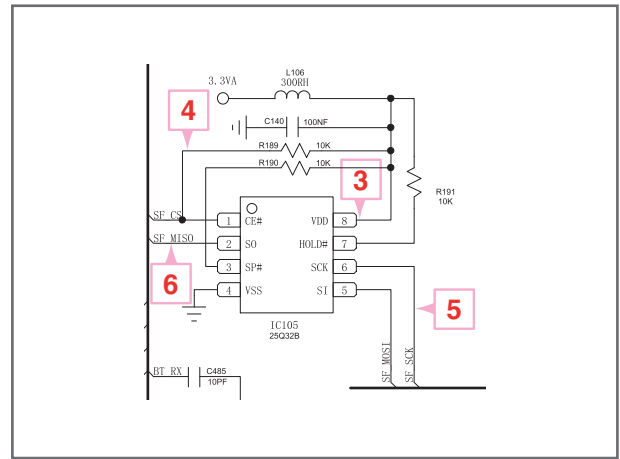 L106
300RH
3.3VA
4
C140
100NF
R189
10K
R190
10K
3
R191
10K
SF_CS
1
CE#
VDD
8
SF_MISO
2
SO
HOLD#
7
6
3
SP#
SCK
6
5
4
VSS
SI
5
IC105
25Q32B
SF_MOSI
SF_SCK
BT_RX
C485
10PF